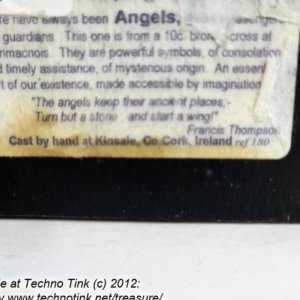 have always been Angels,
guardians. This one is from a 10c. cross at
They are powerful symbols, of consolation
timely assistance, of mysterious origin. An
of our existence, made accessible by imagination
"The angels keep their ancient places,-
Turn but a stone and start a wing!"
Francis Thompson
Cast by hand at Kinsale, Co Cork, Ireland ref 180
at Techno Tink (c) 2012:
www.technotink.net/treasure/